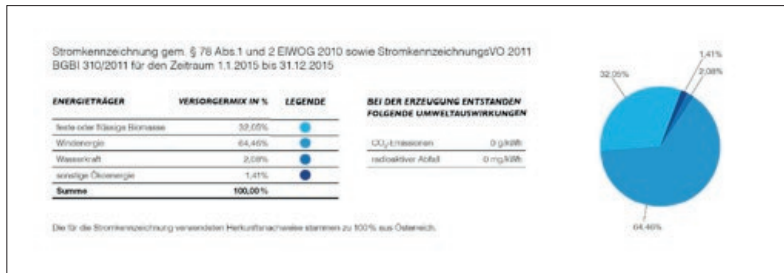 Stromkennzeichnung gem. § 78 Abs.1 und 2 ElWOG 2010 sowie StromkennzeichnungsVO 2011
BGBl 310/2011 für den Zeitraum 1.1.2015 bis 31.12.2015
ENERGIETRÄGER VERSORGERMIX IN % LEGENDE
feste oder flüssige Biomasse 32,05%
Windenergie 64,46%
Wasserkraft 2,08%
sonstige Ökoenergie 1,41%
Summe 100,00%
BEI DER ERZEUGUNG ENTSTANDEN
FOLGENDE UMWELTAUSWIRKUNGEN
CO₂-Emissionen 0 g/kWh
radioaktiver Abfall 0 mg/kWh
1,41%
2,08%
32,05%
64,46%
Die für die Stromkennzeichnung verwendeten Herkunftsnachweise stammen zu 100% aus Österreich.